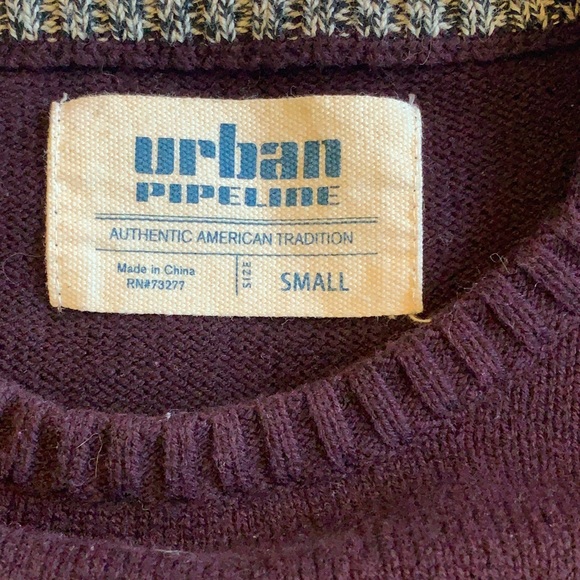 urban
PIPELINE
AUTHENTIC AMERICAN TRADITION
Made in China
RN#73277
SIZE
SMALL